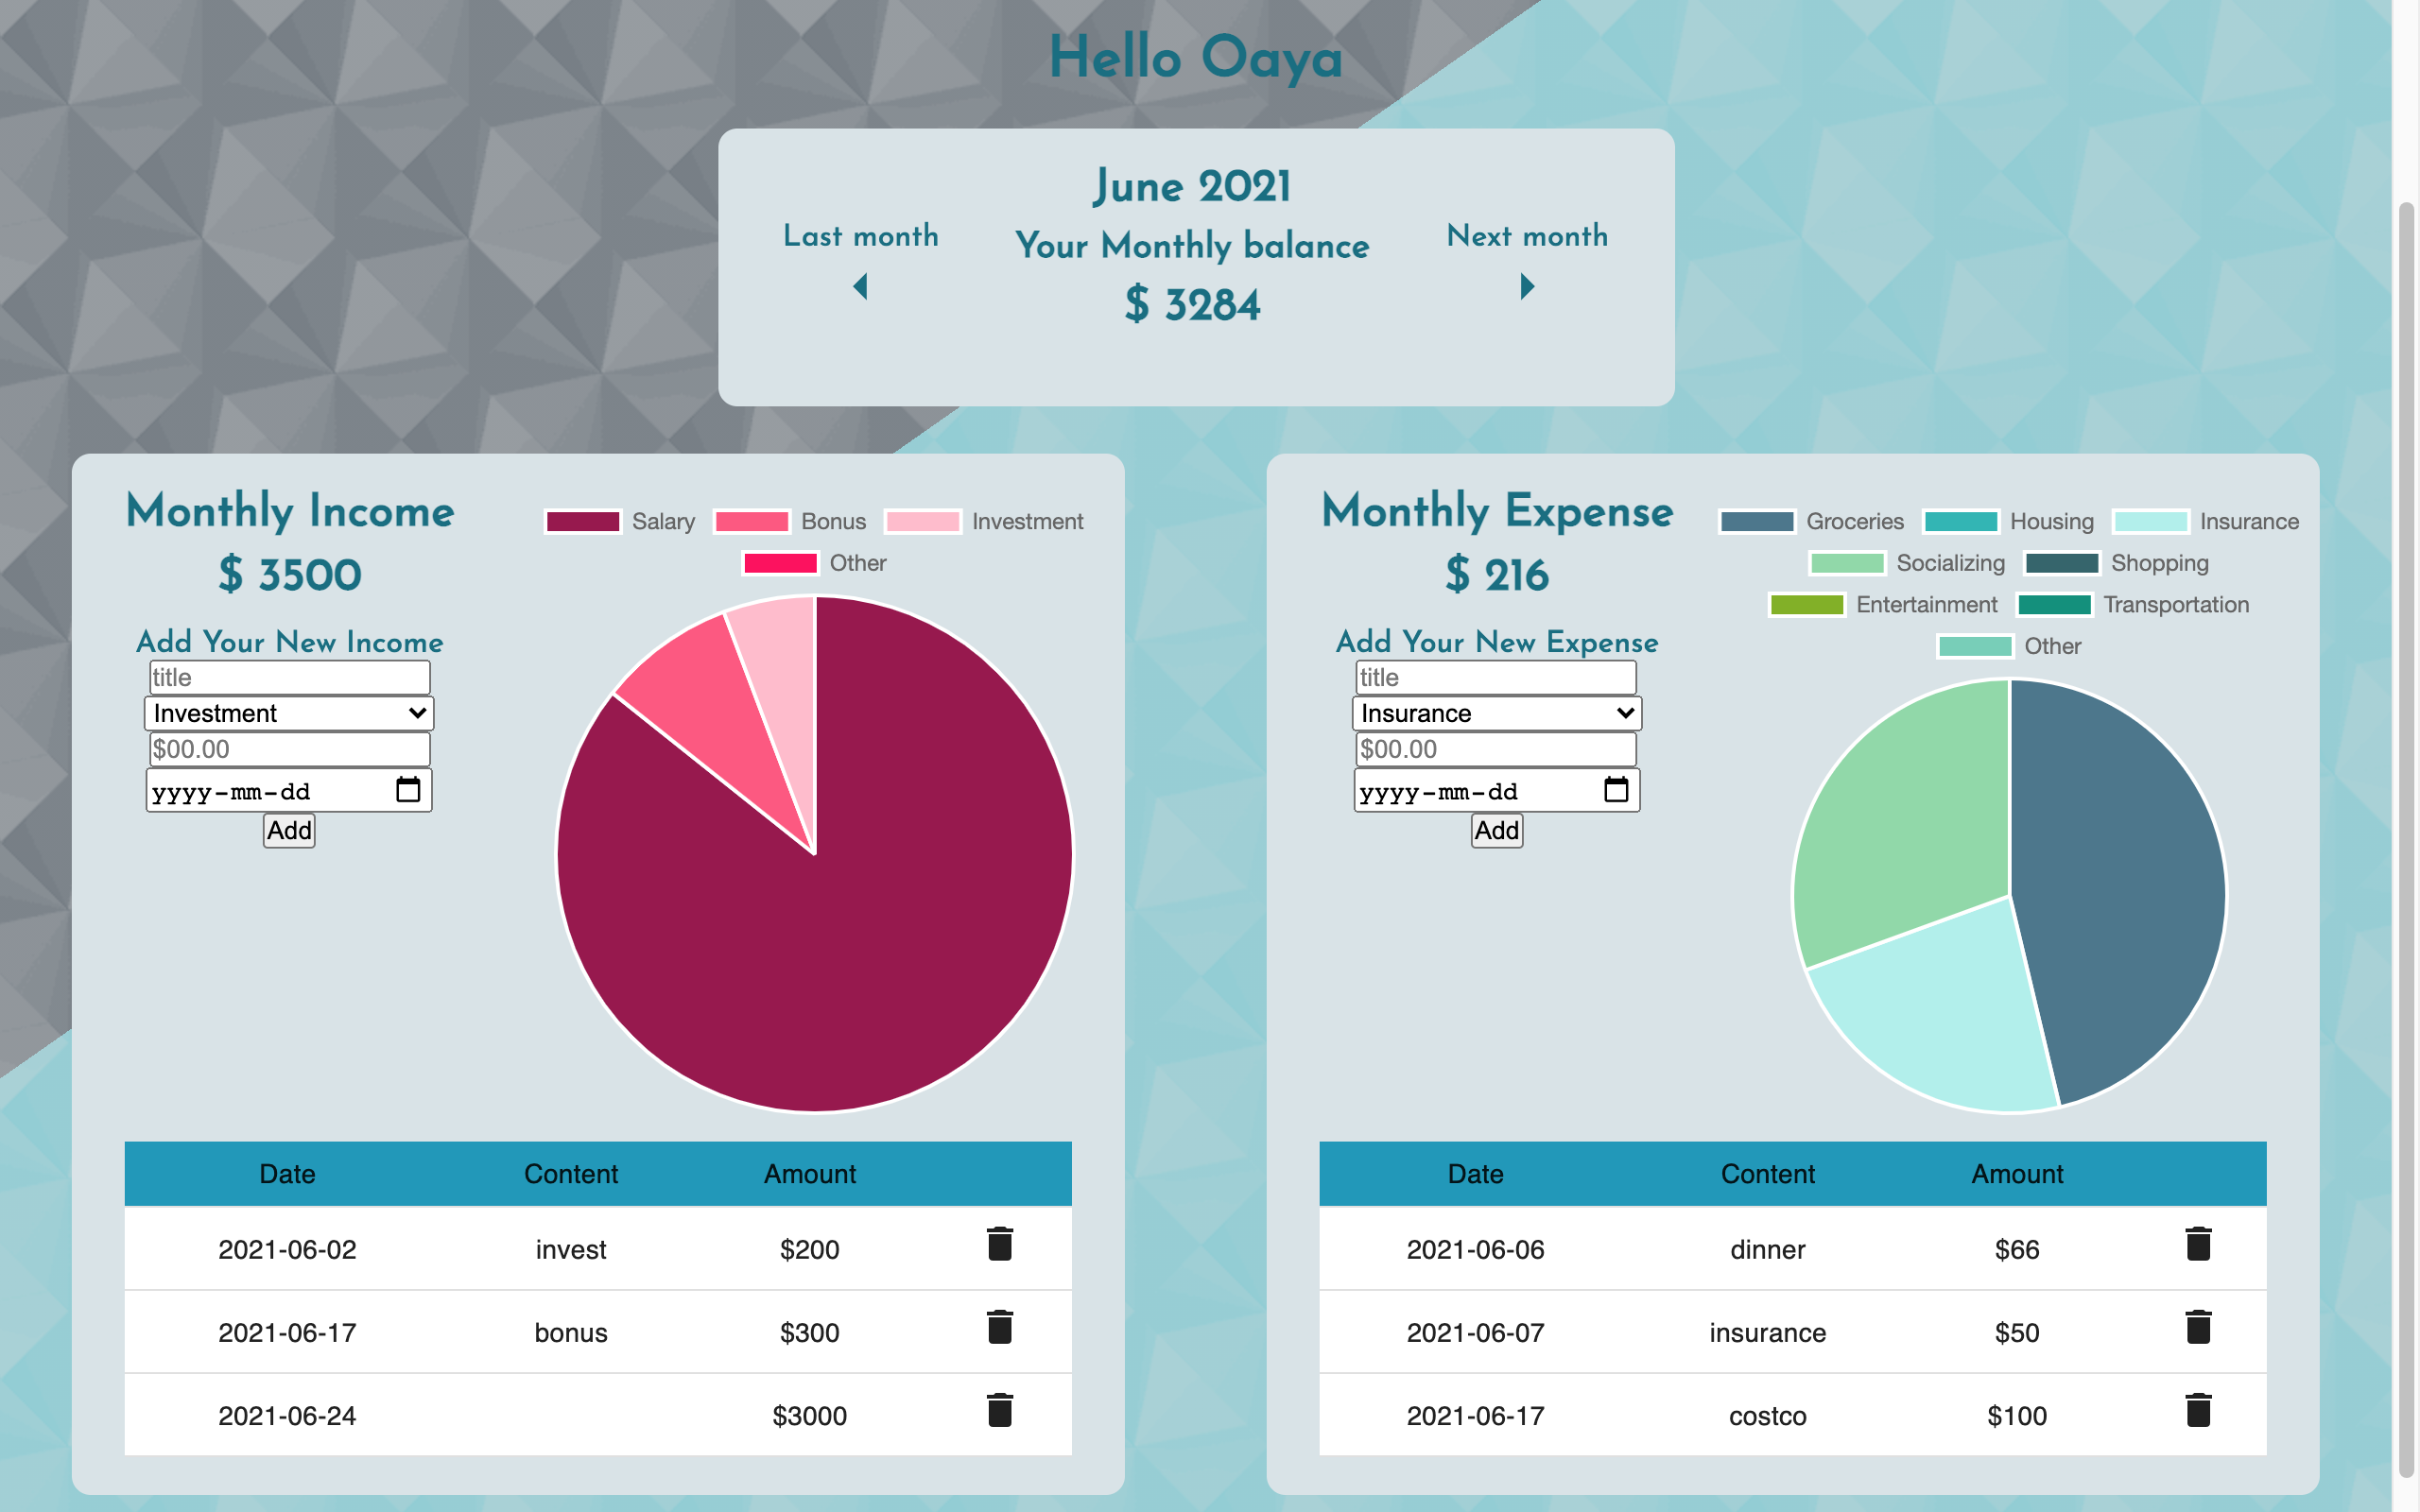 Hello Oaya
June 2021
Last month
Your Monthly balance
Next month
$ 3284
Monthly Income
$ 3500
Add Your New Income
title
Investment
$00.00
yyyy-mm-dd
Add
Salary Bonus Investment
Other
Date Content Amount
2021-06-02 invest $200
2021-06-17 bonus $300
2021-06-24 $3000
Monthly Expense
$ 216
Add Your New Expense
title
Insurance
$00.00
yyyy-mm-dd
Add
Groceries Housing Insurance
Socializing Shopping
Entertainment Transportation
Other
Date Content Amount
2021-06-06 dinner $66
2021-06-07 insurance $50
2021-06-17 costco $100